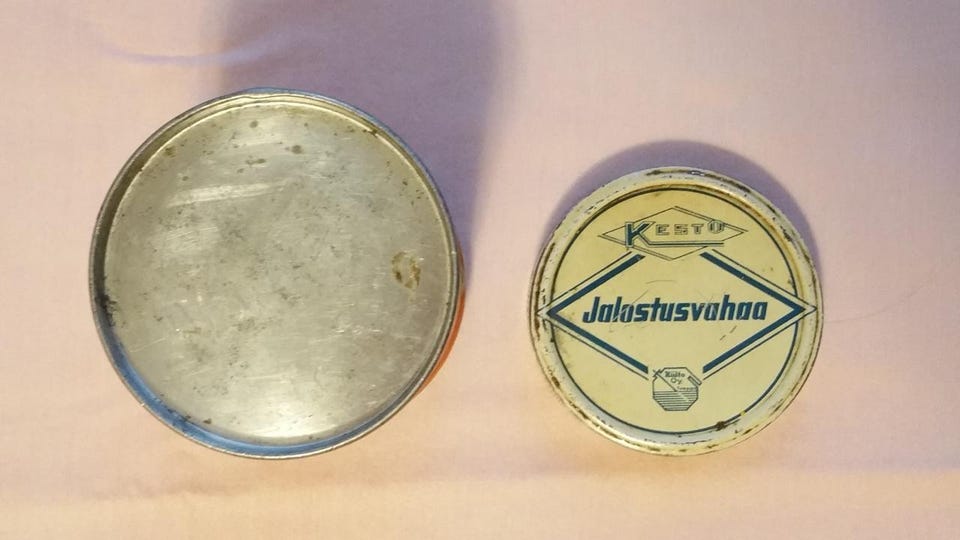 KESTO
Jalostusvahaa
Kiilto
Oy.